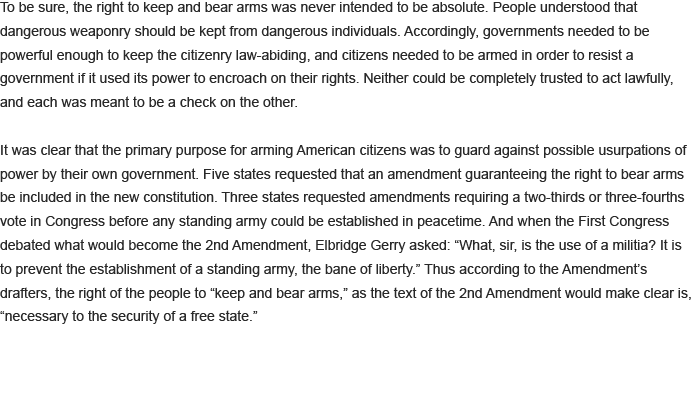 To be sure, the right to keep and bear arms was never intended to be absolute. People understood that
dangerous weaponry should be kept from dangerous individuals. Accordingly, governments needed to be
powerful enough to keep the citizenry law-abiding, and citizens needed to be armed in order to resist a
government if it used its power to encroach on their rights. Neither could be completely trusted to act lawfully,
and each was meant to be a check on the other.
It was clear that the primary purpose for arming American citizens was to guard against possible usurpations of
power by their own government. Five states requested that an amendment guaranteeing the right to bear arms
be included in the new constitution. Three states requested amendments requiring a two-thirds or three-fourths
vote in Congress before any standing army could be established in peacetime. And when the First Congress
debated what would become the 2nd Amendment, Elbridge Gerry asked: “What, sir, is the use of a militia? It is
to prevent the establishment of a standing army, the bane of liberty.” Thus according to the Amendment’s
drafters, the right of the people to “keep and bear arms,” as the text of the 2nd Amendment would make clear is,
“necessary to the security of a free state.”